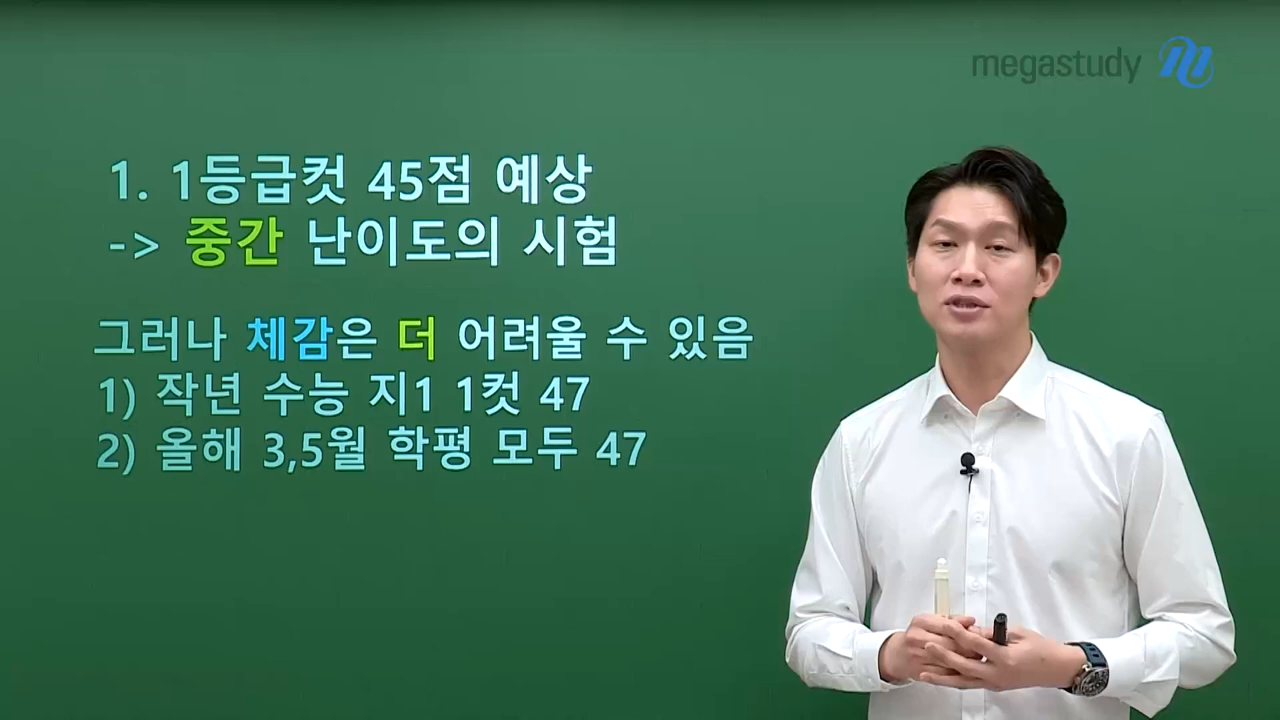 megastudy
1. 1등급컷 45점 예상
-> 중간 난이도의 시험
그러나 체감은 더 어려울 수 있음
1) 작년 수능 지1 1컷 47
2) 올해 3,5월 학평 모두 47